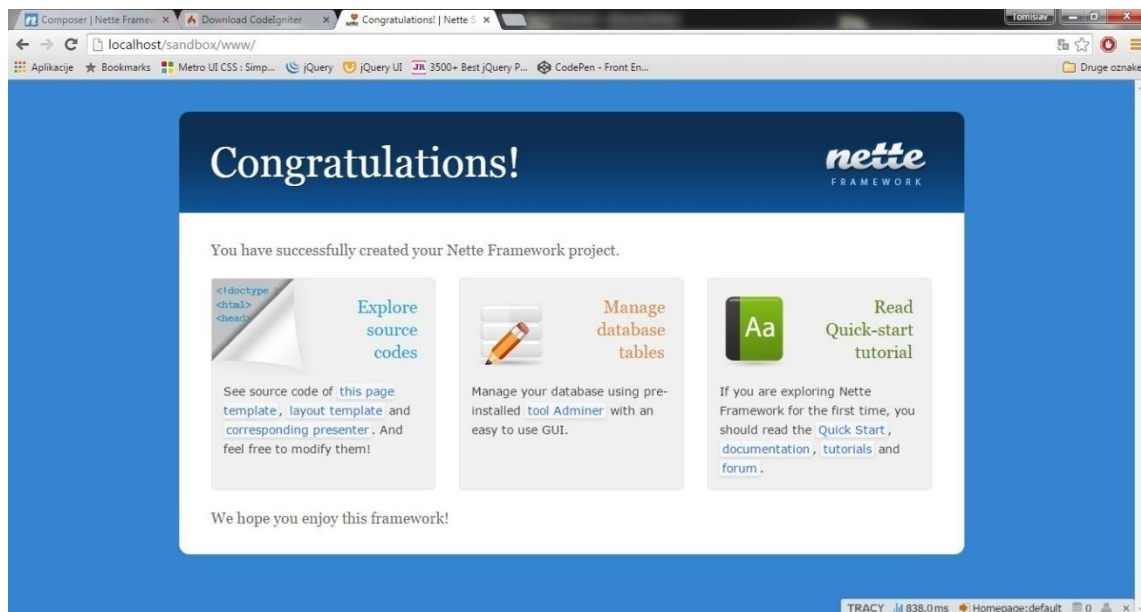 Composer | Nette Framew
Download CodeIgniter
Congratulations! | Nette S
Tomislav
localhost/sandbox/www/
Aplikacije
Bookmarks
Metro UI CSS : Simp...
jQuery
jQuery UI
JR
3500+ Best jQuery P...
CodePen - Front En...
Druge oznake
Congratulations!
nette
FRAMEWORK
You have successfully created your Nette Framework project.
<!doctype
<html>
<head>
Explore
source
codes
See source code of this page
template, layout template and
corresponding presenter. And
feel free to modify them!
Manage
database
tables
Manage your database using pre-
installed tool Adminer with an
easy to use GUI.
Aa
Read
Quick-start
tutorial
If you are exploring Nette
Framework for the first time, you
should read the Quick Start,
documentation, tutorials and
forum.
We hope you enjoy this framework!
TRACY 838.0 ms Homepage:default 0 x